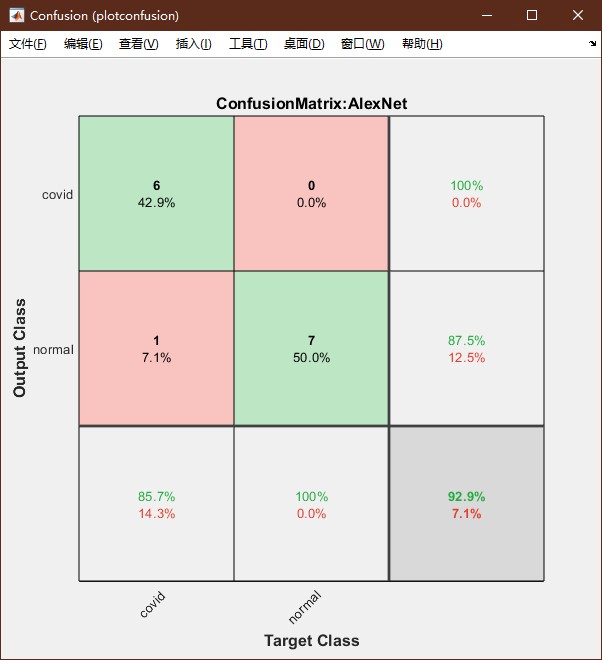 Confusion (plotconfusion)
文件(F) 编辑(E) 查看(V) 插入(I) 工具(T) 桌面(D) 窗口(W) 帮助(H)
ConfusionMatrix:AlexNet
covid
6
42.9%
0
0.0%
100%
0.0%
Output Class
normal
1
7.1%
7
50.0%
87.5%
12.5%
85.7%
14.3%
100%
0.0%
92.9%
7.1%
covid
normal
Target Class